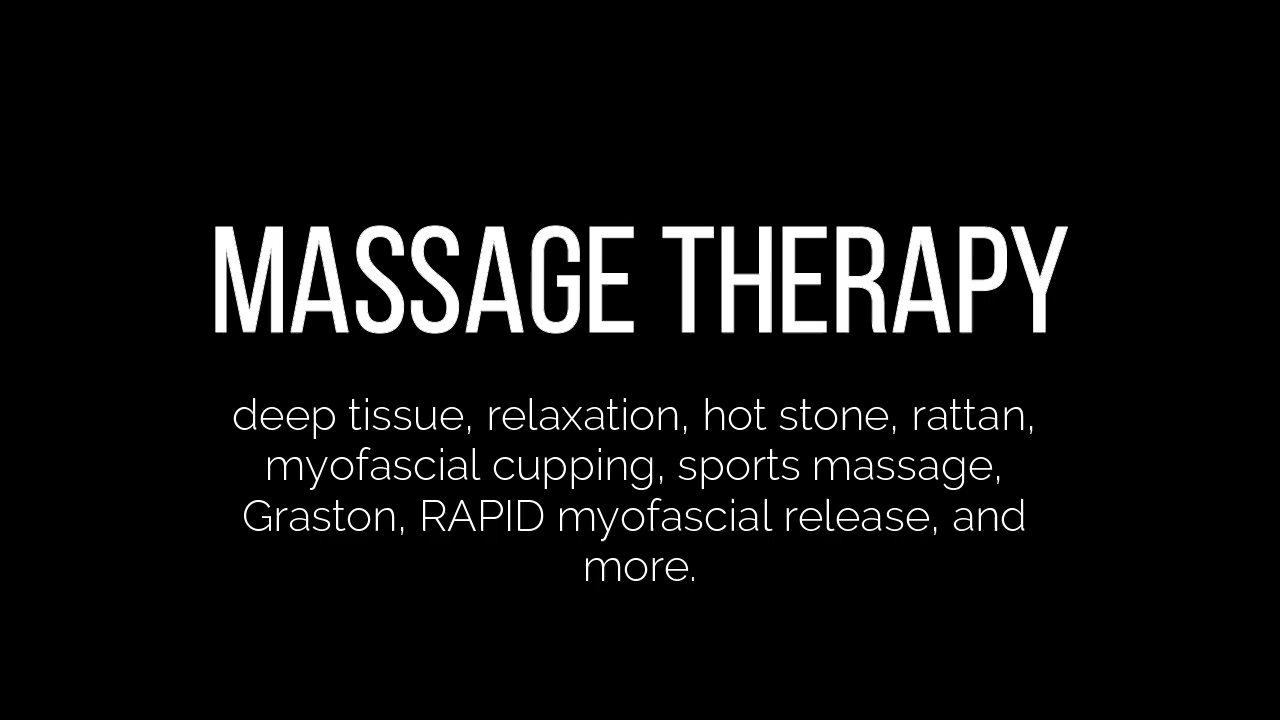 MASSAGE THERAPY
deep tissue, relaxation, hot stone, rattan,
myofascial cupping, sports massage,
Graston, RAPID myofascial release, and
more.